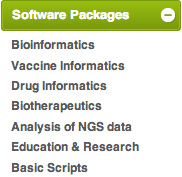 Software Packages
Bioinformatics
Vaccine Informatics
Drug Informatics
Biotherapeutics
Analysis of NGS data
Education & Research
Basic Scripts